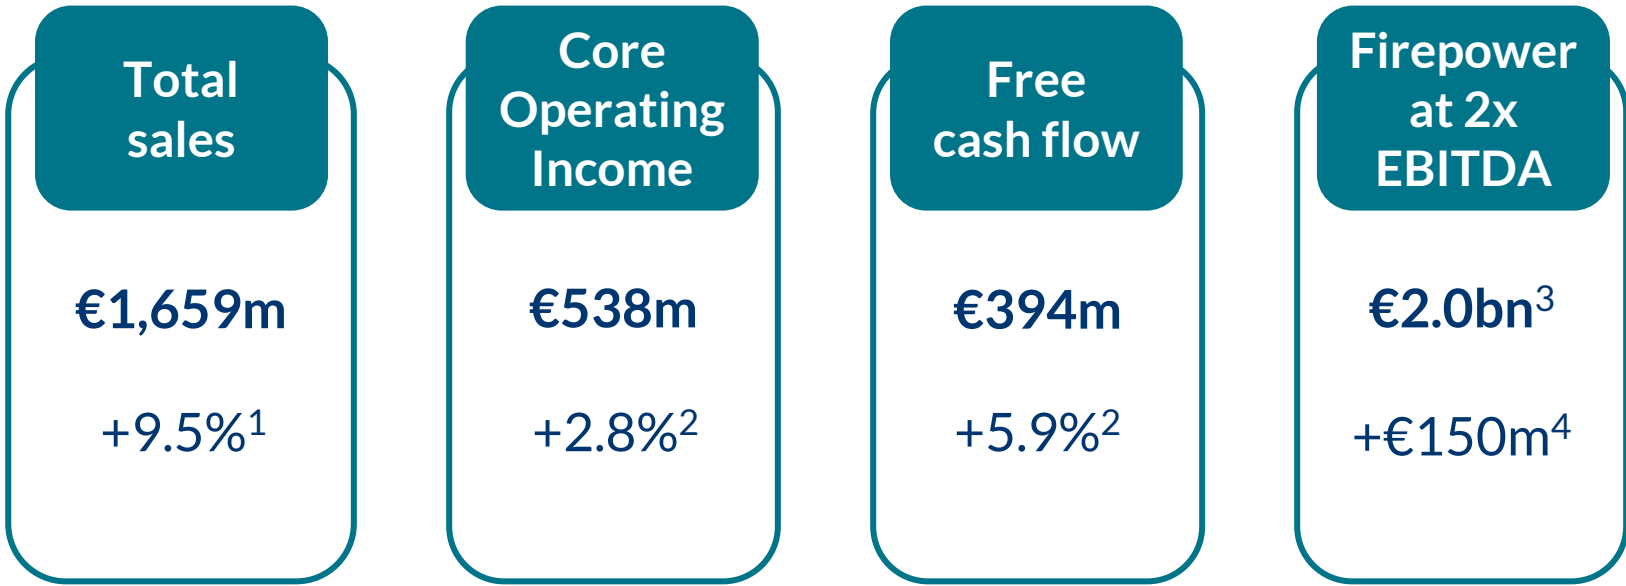 Total
sales
€1,659m
+9.5%1
Core
Operating
Income
€538m
+2.8%2
Free
cash flow
€394m
+5.9%2
Firepower
at 2x
EBITDA
€2.0bn3
+€150m4